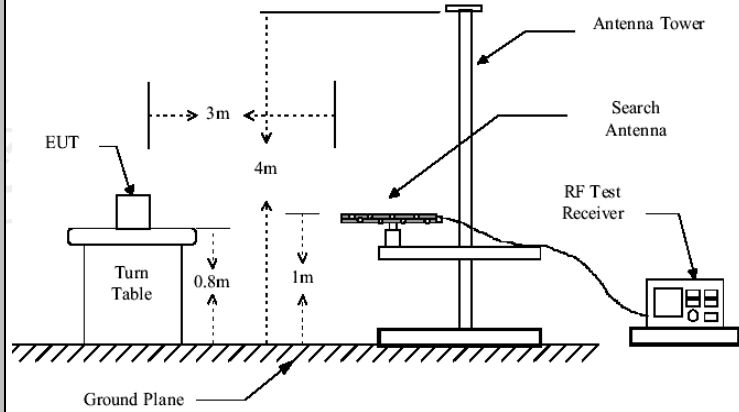 Antenna Tower
3m
Search
Antenna
EUT
4m
RF Test
Receiver
Turn
Table
0.8m
1m
Ground Plane